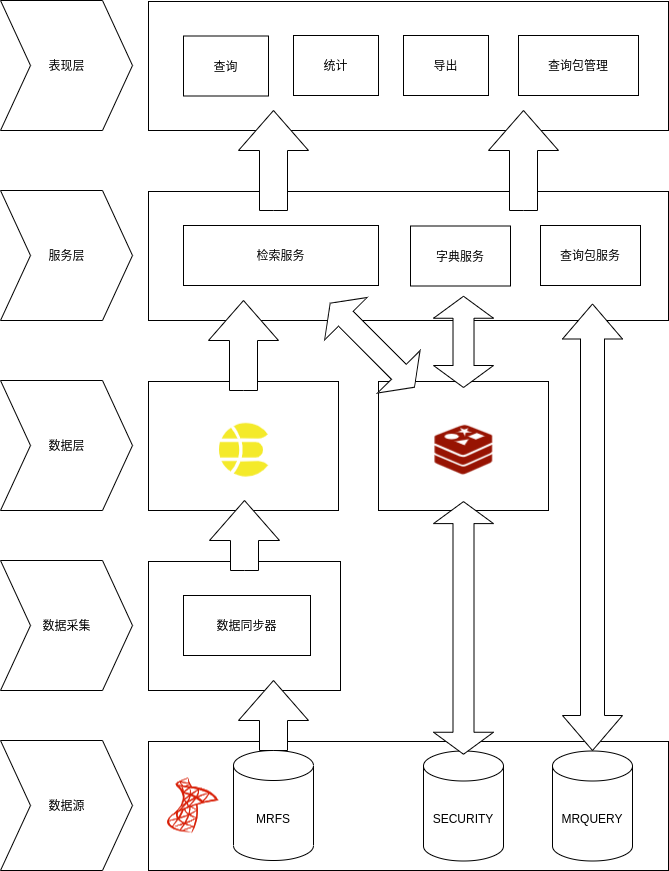 表现层
查询
统计
导出
查询包管理
服务层
检索服务
字典服务
查询包服务
数据层
数据采集
数据同步器
数据源
MRFS
SECURITY
MRQUERY